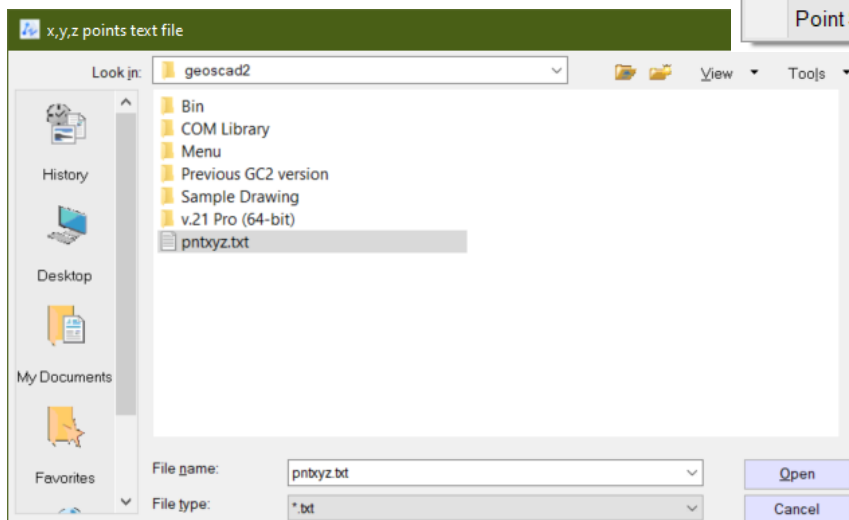 Point
x,y,z points text file
Look in: geoscad2 View Tools
Bin
COM Library
Menu
Previous GC2 version
Sample Drawing
v.21 Pro (64-bit)
pntxyz.txt
History
Desktop
My Documents
Favorites
File name: pntxyz.txt Open
File type: *.txt Cancel